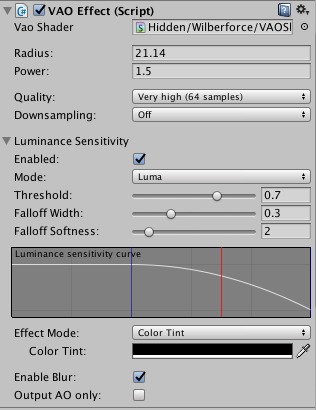 VAO Effect (Script)
Vao Shader Hidden/Wilberforce/VAOSl
Radius: 21.14
Power: 1.5
Quality: Very high (64 samples)
Downsampling: Off
Luminance Sensitivity
Enabled:
Mode: Luma
Threshold: 0.7
Falloff Width: 0.3
Falloff Softness: 2
Luminance sensitivity curve
Effect Mode: Color Tint
Color Tint:
Enable Blur:
Output AO only: